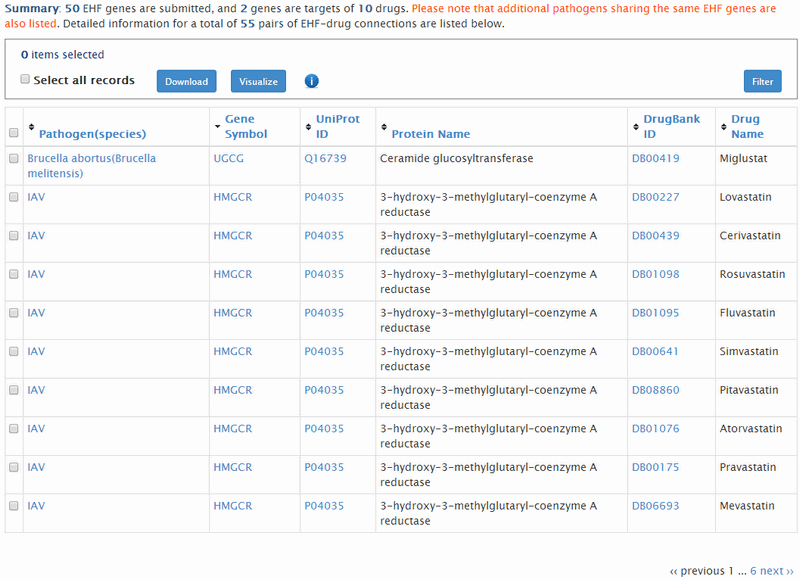 Summary: 50 EHF genes are submitted, and 2 genes are targets of 10 drugs. Please note that additional pathogens sharing the same EHF genes are
also listed. Detailed information for a total of 55 pairs of EHF-drug connections are listed below.
0 items selected
Select all records Download Visualize i Filter
Pathogen(species) Gene Symbol UniProt ID Protein Name DrugBank ID Drug Name
Brucella abortus(Brucella UGCG Q16739 Ceramide glucosyltransferase DB00419 Miglustat
melitensis)
IAV HMGCR P04035 3-hydroxy-3-methylglutaryl-coenzyme A DB00227 Lovastatin
reductase
IAV HMGCR P04035 3-hydroxy-3-methylglutaryl-coenzyme A DB00439 Cerivastatin
reductase
IAV HMGCR P04035 3-hydroxy-3-methylglutaryl-coenzyme A DB01098 Rosuvastatin
reductase
IAV HMGCR P04035 3-hydroxy-3-methylglutaryl-coenzyme A DB01095 Fluvastatin
reductase
IAV HMGCR P04035 3-hydroxy-3-methylglutaryl-coenzyme A DB00641 Simvastatin
reductase
IAV HMGCR P04035 3-hydroxy-3-methylglutaryl-coenzyme A DB08860 Pitavastatin
reductase
IAV HMGCR P04035 3-hydroxy-3-methylglutaryl-coenzyme A DB01076 Atorvastatin
reductase
IAV HMGCR P04035 3-hydroxy-3-methylglutaryl-coenzyme A DB00175 Pravastatin
reductase
IAV HMGCR P04035 3-hydroxy-3-methylglutaryl-coenzyme A DB06693 Mevastatin
reductase
‹‹ previous 1 ... 6 next ››